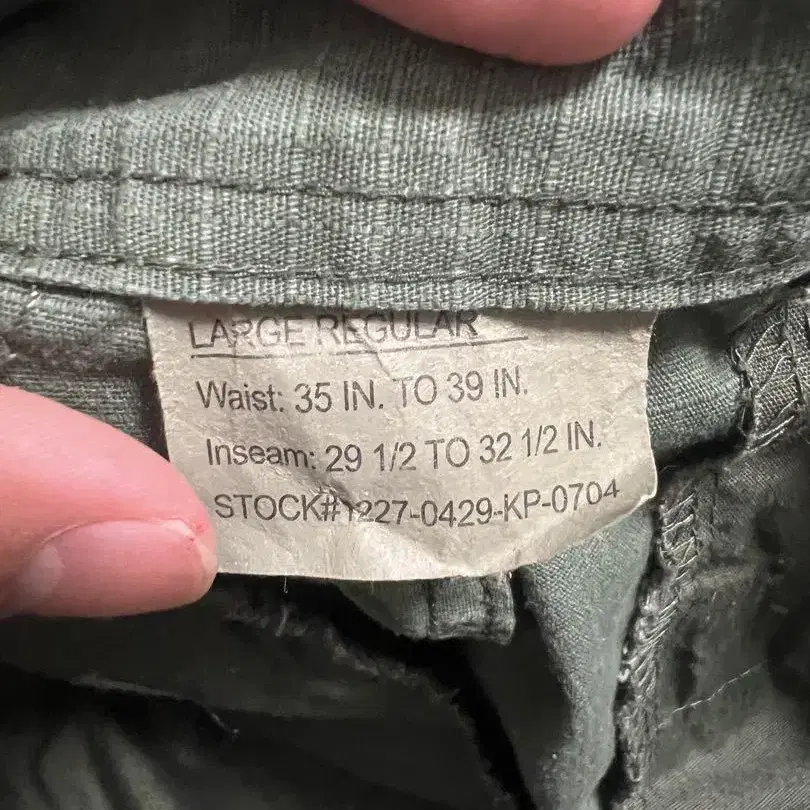 LARGE REGULAR
Waist: 35 IN. TO 39 IN.
Inseam: 29 1/2 TO 32 1/2 IN.
STOCK#1227-0429-KP-0704